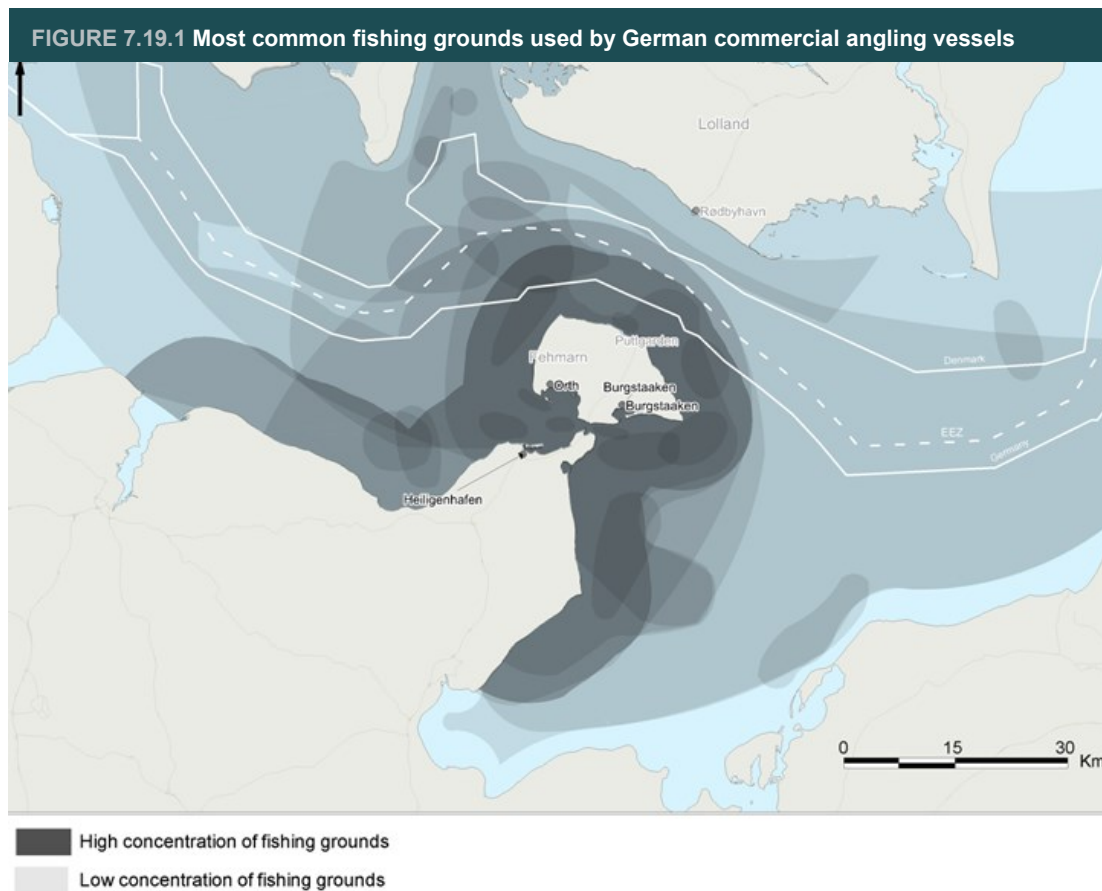 FIGURE 7.19.1 Most common fishing grounds used by German commercial angling vessels
Lolland
Rødbyhavn
Puttgarden
Fehmarn
Denmark
Orth
Burgstaaken
Burgstaaken
EEZ
Germany
Heiligenhafen
0 15 30
Km
High concentration of fishing grounds
Low concentration of fishing grounds